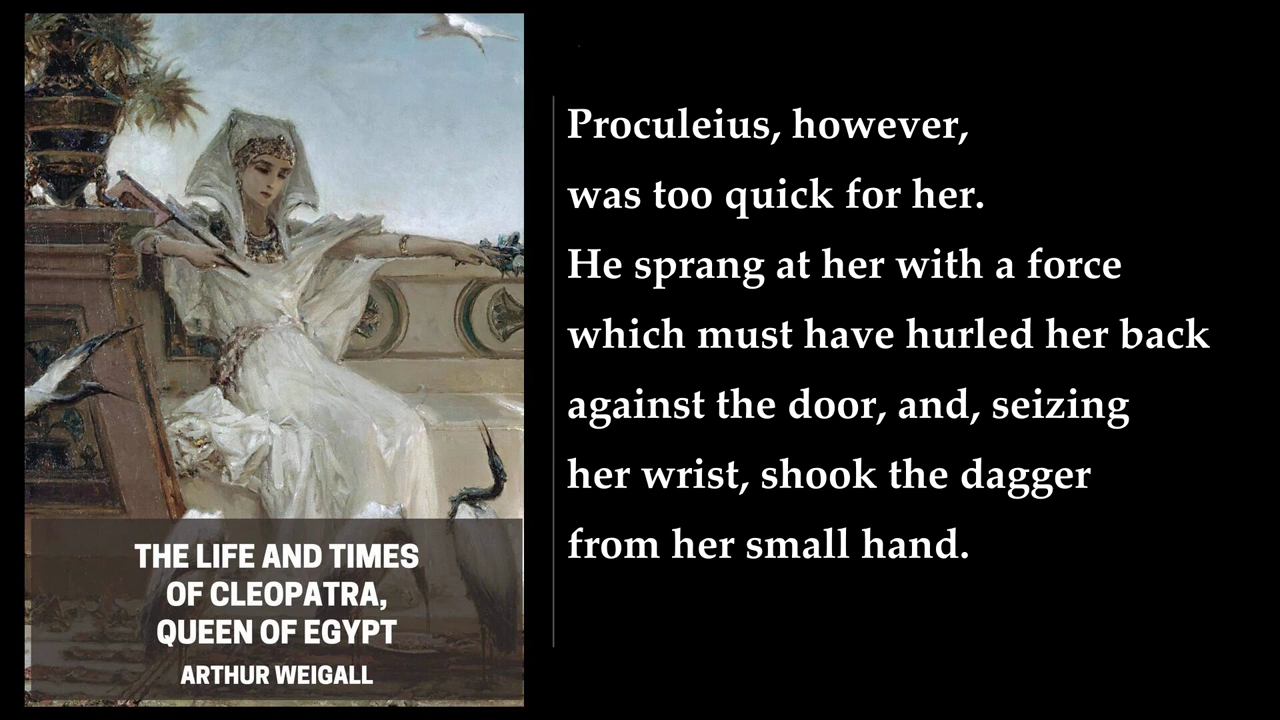 THE LIFE AND TIMES
OF CLEOPATRA,
QUEEN OF EGYPT
ARTHUR WEIGALL
Proculeius, however,
was too quick for her.
He sprang at her with a force
which must have hurled her back
against the door, and, seizing
her wrist, shook the dagger
from her small hand.